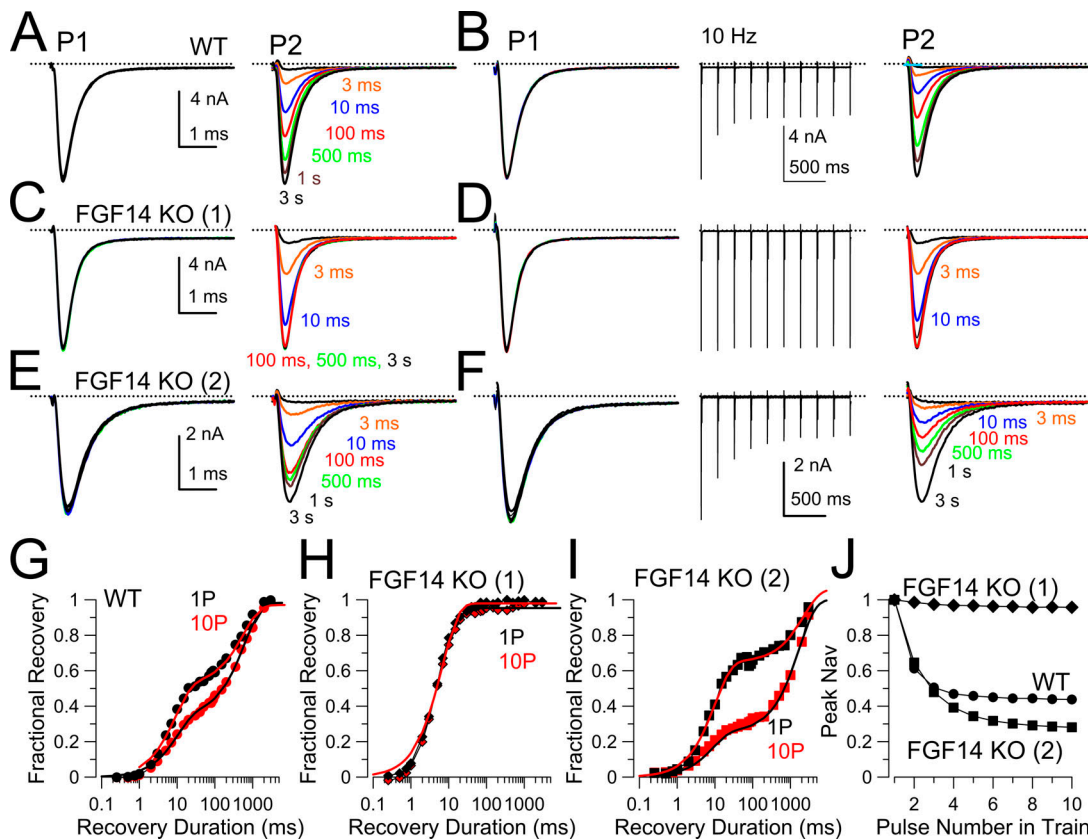 A P1 WT P2
4 nA
1 ms
3 ms
10 ms
100 ms
500 ms
1 s
3 s
B P1 10 Hz P2
4 nA
500 ms
C FGF14 KO (1)
4 nA
1 ms
3 ms
10 ms
100 ms, 500 ms, 3 s
D
3 ms
10 ms
E FGF14 KO (2)
2 nA
1 ms
3 ms
10 ms
100 ms
500 ms
1 s
3 s
F
2 nA
500 ms
3 ms
10 ms
100 ms
500 ms
1 s
3 s
G
WT 1P
10P
Fractional Recovery
1
0.8
0.6
0.4
0.2
0
0.1 1 10 100 1000
Recovery Duration (ms)
H
FGF14 KO (1)
1P
10P
Fractional Recovery
1
0.8
0.6
0.4
0.2
0
0.1 1 10 100 1000
Recovery Duration (ms)
I
FGF14 KO (2)
1P
10P
Fractional Recovery
1
0.8
0.6
0.4
0.2
0
0.1 1 10 100 1000
Recovery Duration (ms)
J
FGF14 KO (1)
WT
FGF14 KO (2)
Peak Nav
1
0.8
0.6
0.4
0.2
0
2 4 6 8 10
Pulse Number in Train